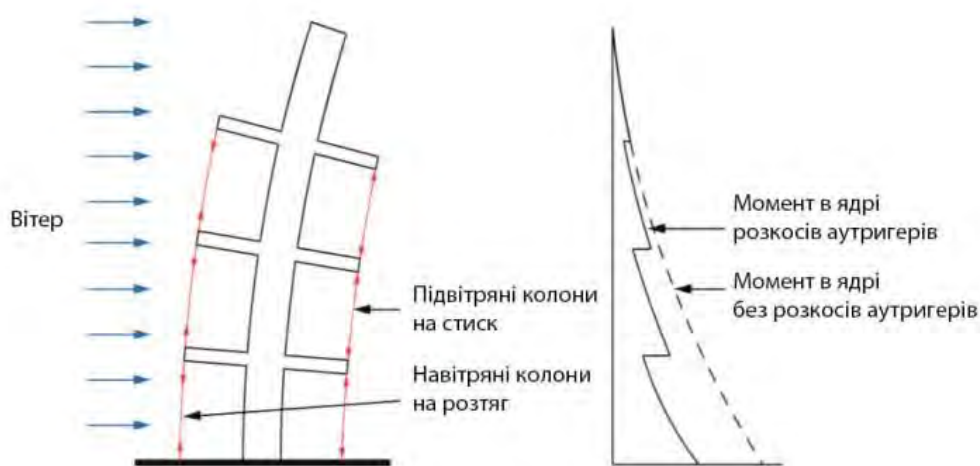 Вітер
Підвітряні колони
на стиск
Навітряні колони
на розтяг
Момент в ядрі
розкосів аутригерів
Момент в ядрі
без розкосів аутригерів